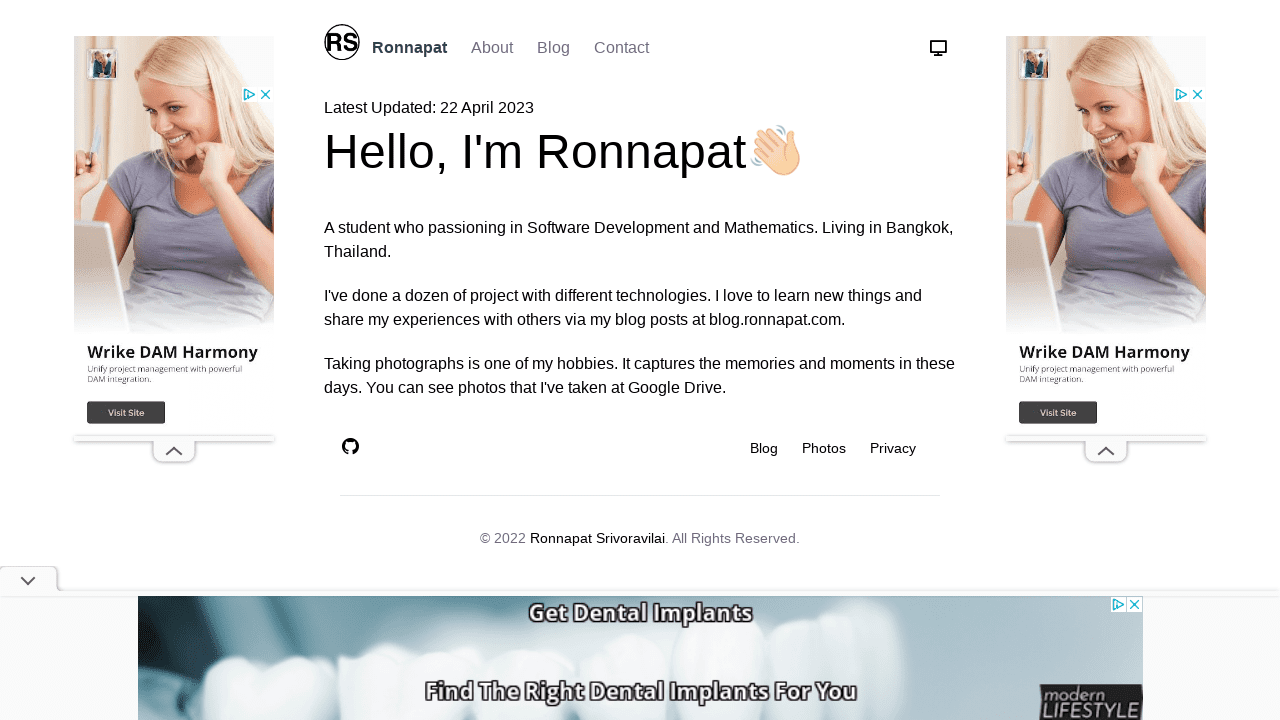 RS
Ronnapat About Blog Contact
Latest Updated: 22 April 2023
Hello, I'm Ronnapat👋🏻
A student who passioning in Software Development and Mathematics. Living in Bangkok,
Thailand.
I've done a dozen of project with different technologies. I love to learn new things and
share my experiences with others via my blog posts at blog.ronnapat.com.
Taking photographs is one of my hobbies. It captures the memories and moments in these
days. You can see photos that I've taken at Google Drive.
Blog Photos Privacy
© 2022 Ronnapat Srivoravilai. All Rights Reserved.
Wrike DAM Harmony
Unify project management with powerful
DAM integration.
Visit Site
Wrike DAM Harmony
Unify project management with powerful
DAM integration.
Visit Site
Get Dental Implants
Find The Right Dental Implants For You
modern
LIFESTYLE